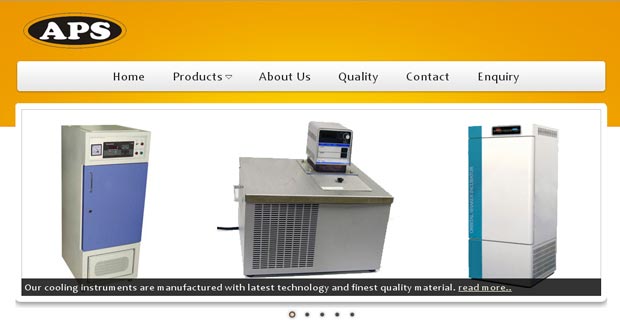 APS
Home Products About Us Quality Contact Enquiry
Our cooling instruments are manufactured with latest technology and finest quality material. read more..